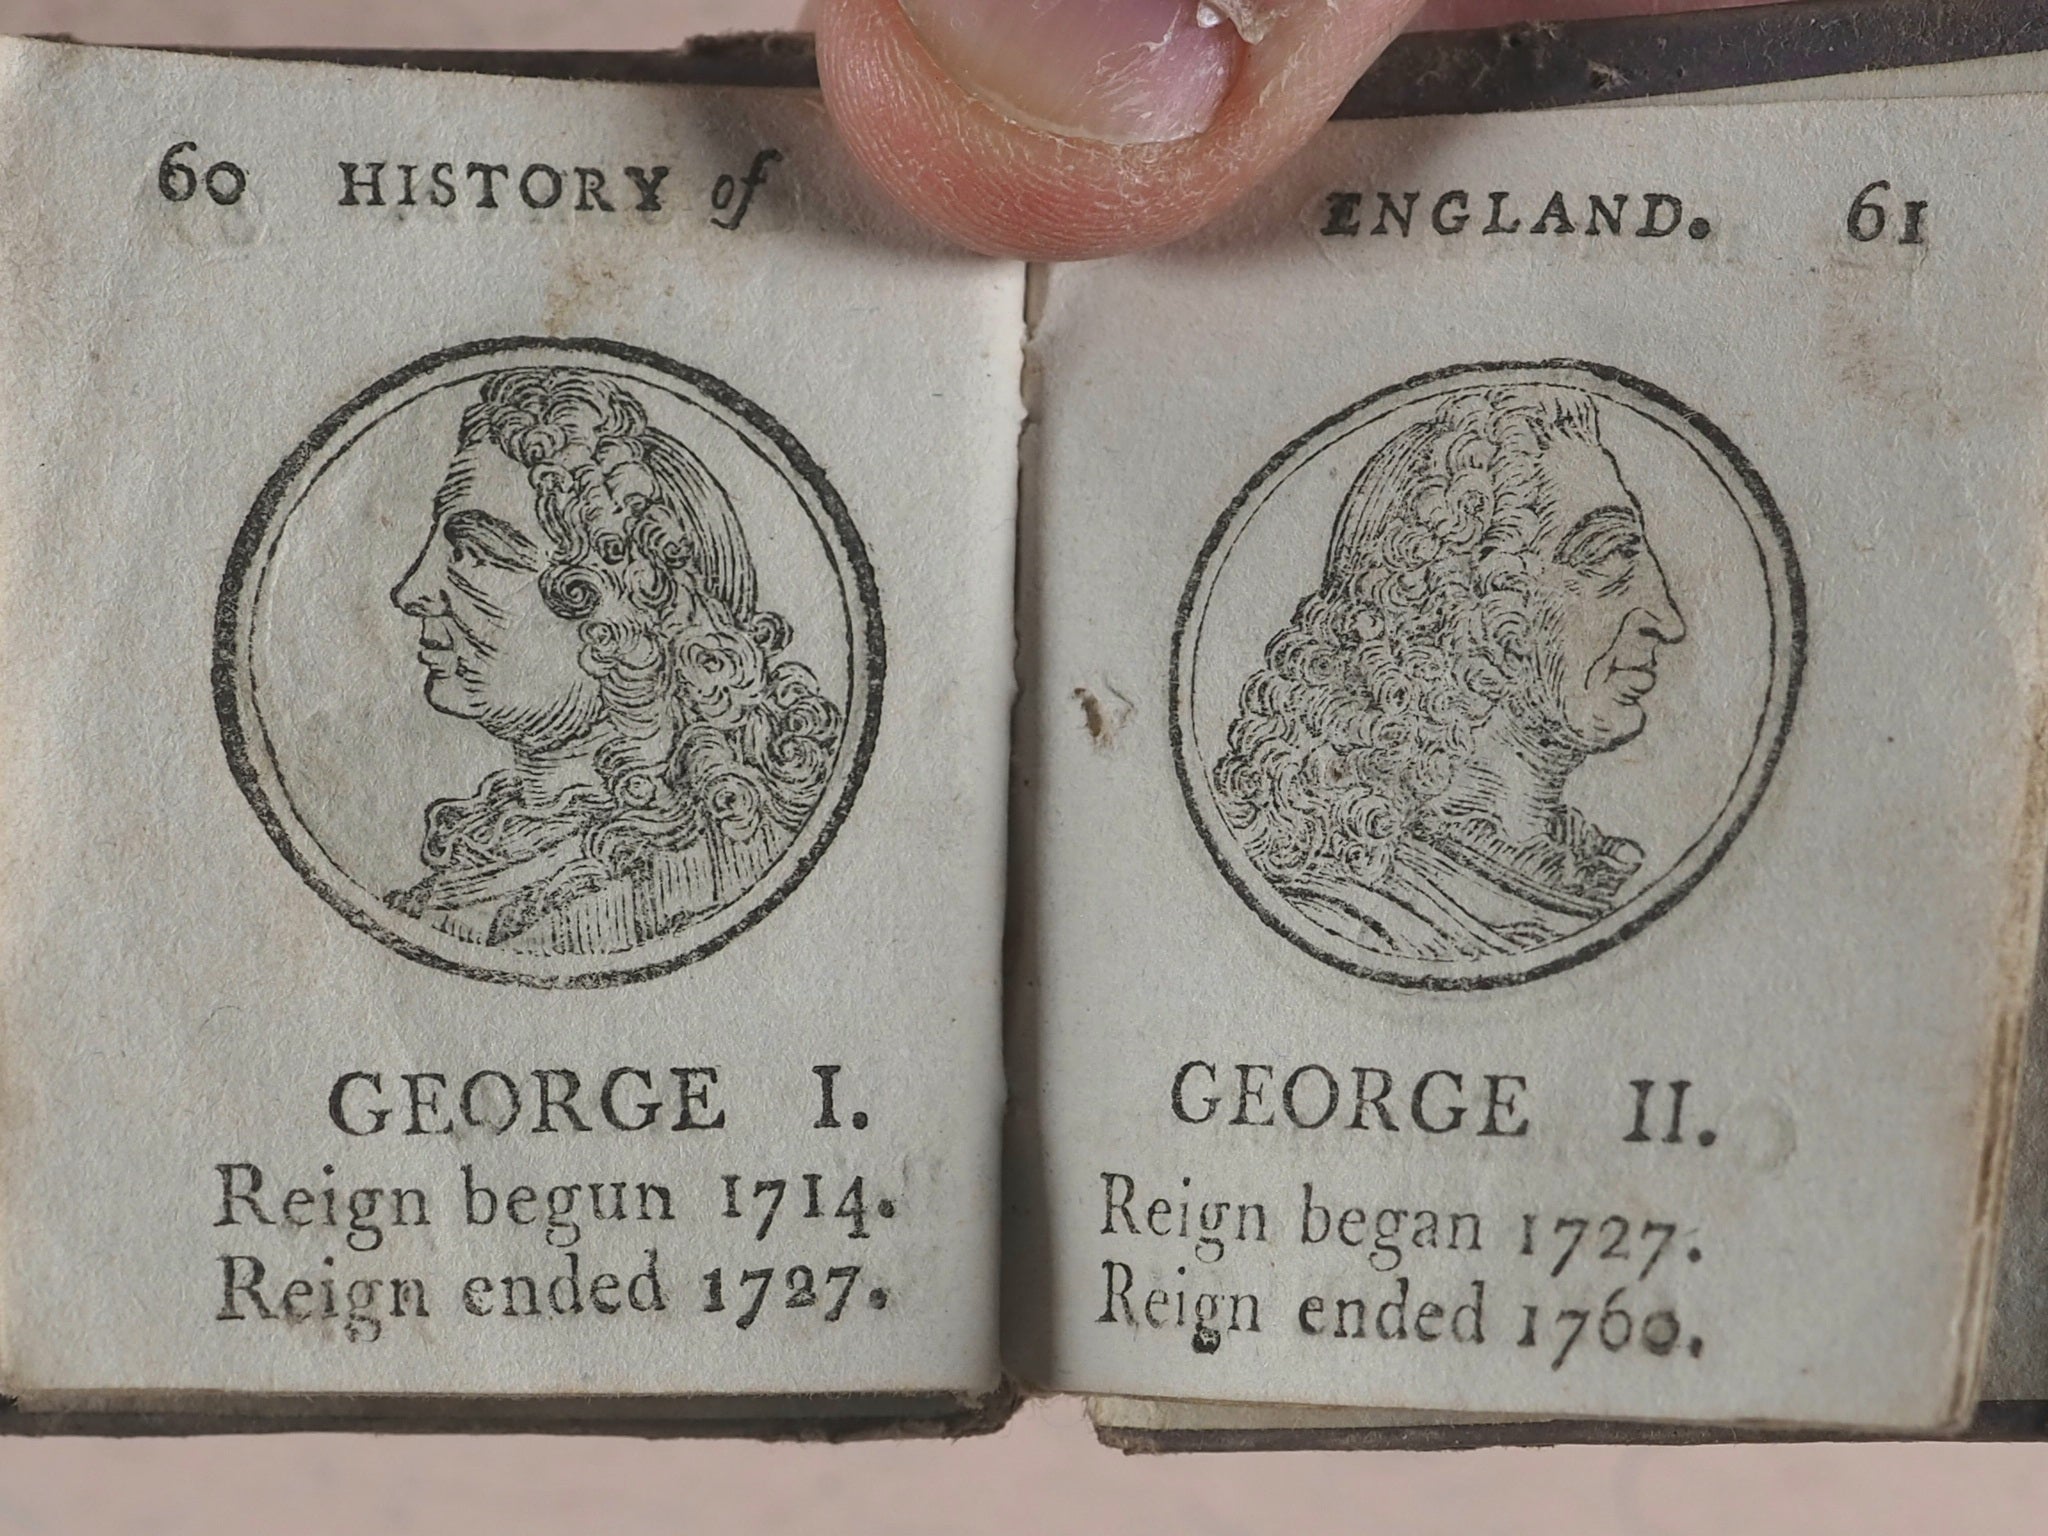 60 HISTORY of
GEORGE I.
Reign begun 1714.
Reign ended 1727.
ENGLAND. 61
GEORGE II.
Reign began 1727.
Reign ended 1760.